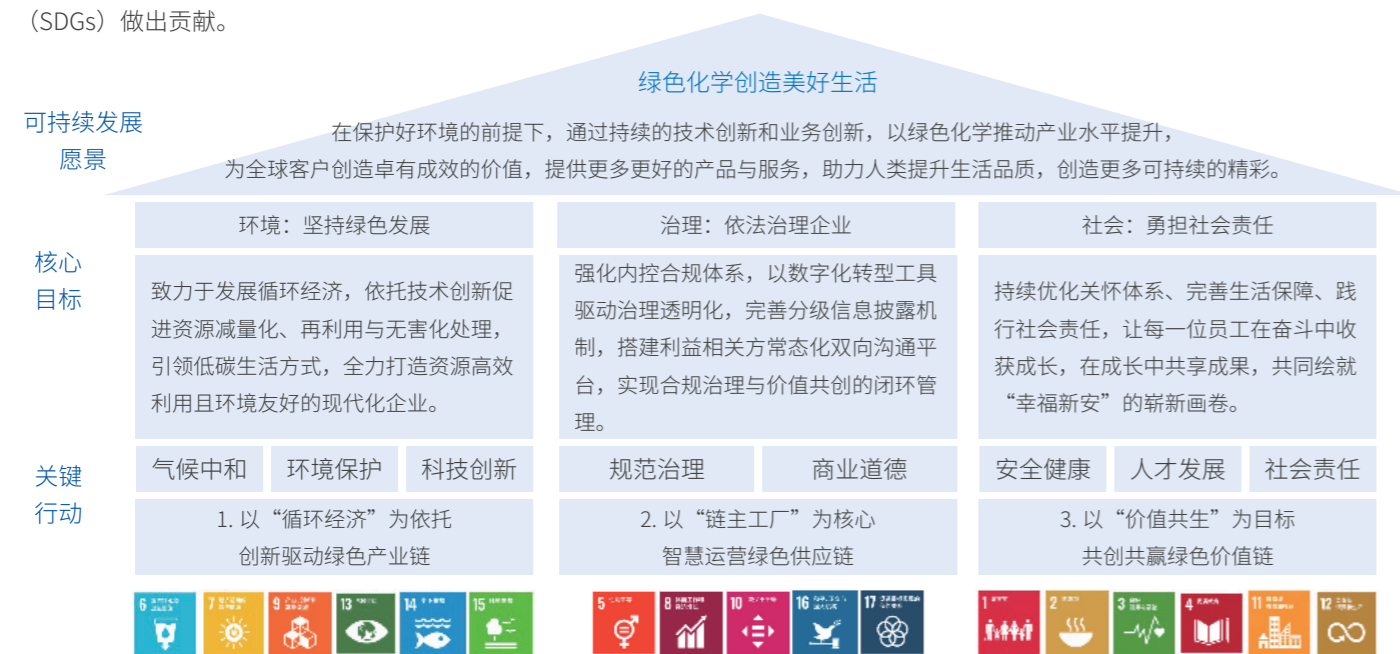 （SDGs）做出贡献。
绿色化学创造美好生活
可持续发展
愿景
在保护好环境的前提下，通过持续的技术创新和业务创新，以绿色化学推动产业水平提升，
为全球客户创造卓有成效的价值，提供更多更好的产品与服务，助力人类提升生活品质，创造更多可持续的精彩。
核心
目标
环境：坚持绿色发展
致力于发展循环经济，依托技术创新促
进资源减量化、再利用与无害化处理，
引领低碳生活方式，全力打造资源高效
利用且环境友好的现代化企业。
治理：依法治理企业
强化内控合规体系，以数字化转型工具
驱动治理透明化，完善分级信息披露机
制，搭建利益相关方常态化双向沟通平
台，实现合规治理与价值共创的闭环管
理。
社会：勇担社会责任
持续优化关怀体系、完善生活保障、践
行社会责任，让每一位员工在奋斗中收
获成长，在成长中共享成果，共同绘就
“幸福新安”的崭新画卷。
关键
行动
气候中和 环境保护 科技创新
1. 以“循环经济”为依托
创新驱动绿色产业链
规范治理 商业道德
2. 以“链主工厂”为核心
智慧运营绿色供应链
安全健康 人才发展 社会责任
3. 以“价值共生”为目标
共创共赢绿色价值链
6 7 9 13 14 15
5 8 10 16 17
1 2 3 4 11 12